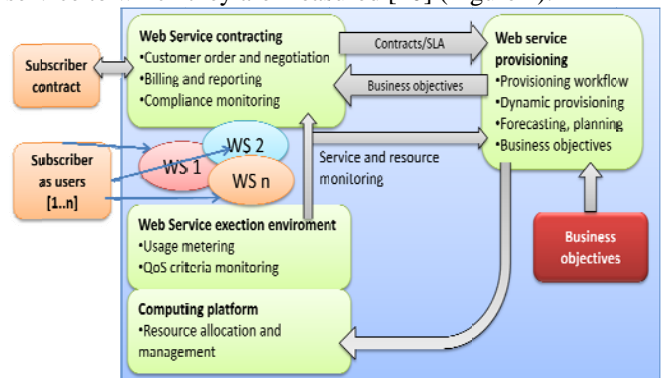 Web Service contracting
•Customer order and negotiation
•Billing and reporting
•Compliance monitoring
Contracts/SLA
Business objectives
Web service
provisioning
•Provisioning workflow
•Dynamic provisioning
•Forecasting, planning
•Business objectives
Subscriber
contract
Subscriber
as users
[1..n]
WS 1
WS 2
WS n
Service and resource
monitoring
Web Service exection enviroment
•Usage metering
•QoS criteria monitoring
Computing platform
•Resource allocation and
management
Business
objectives